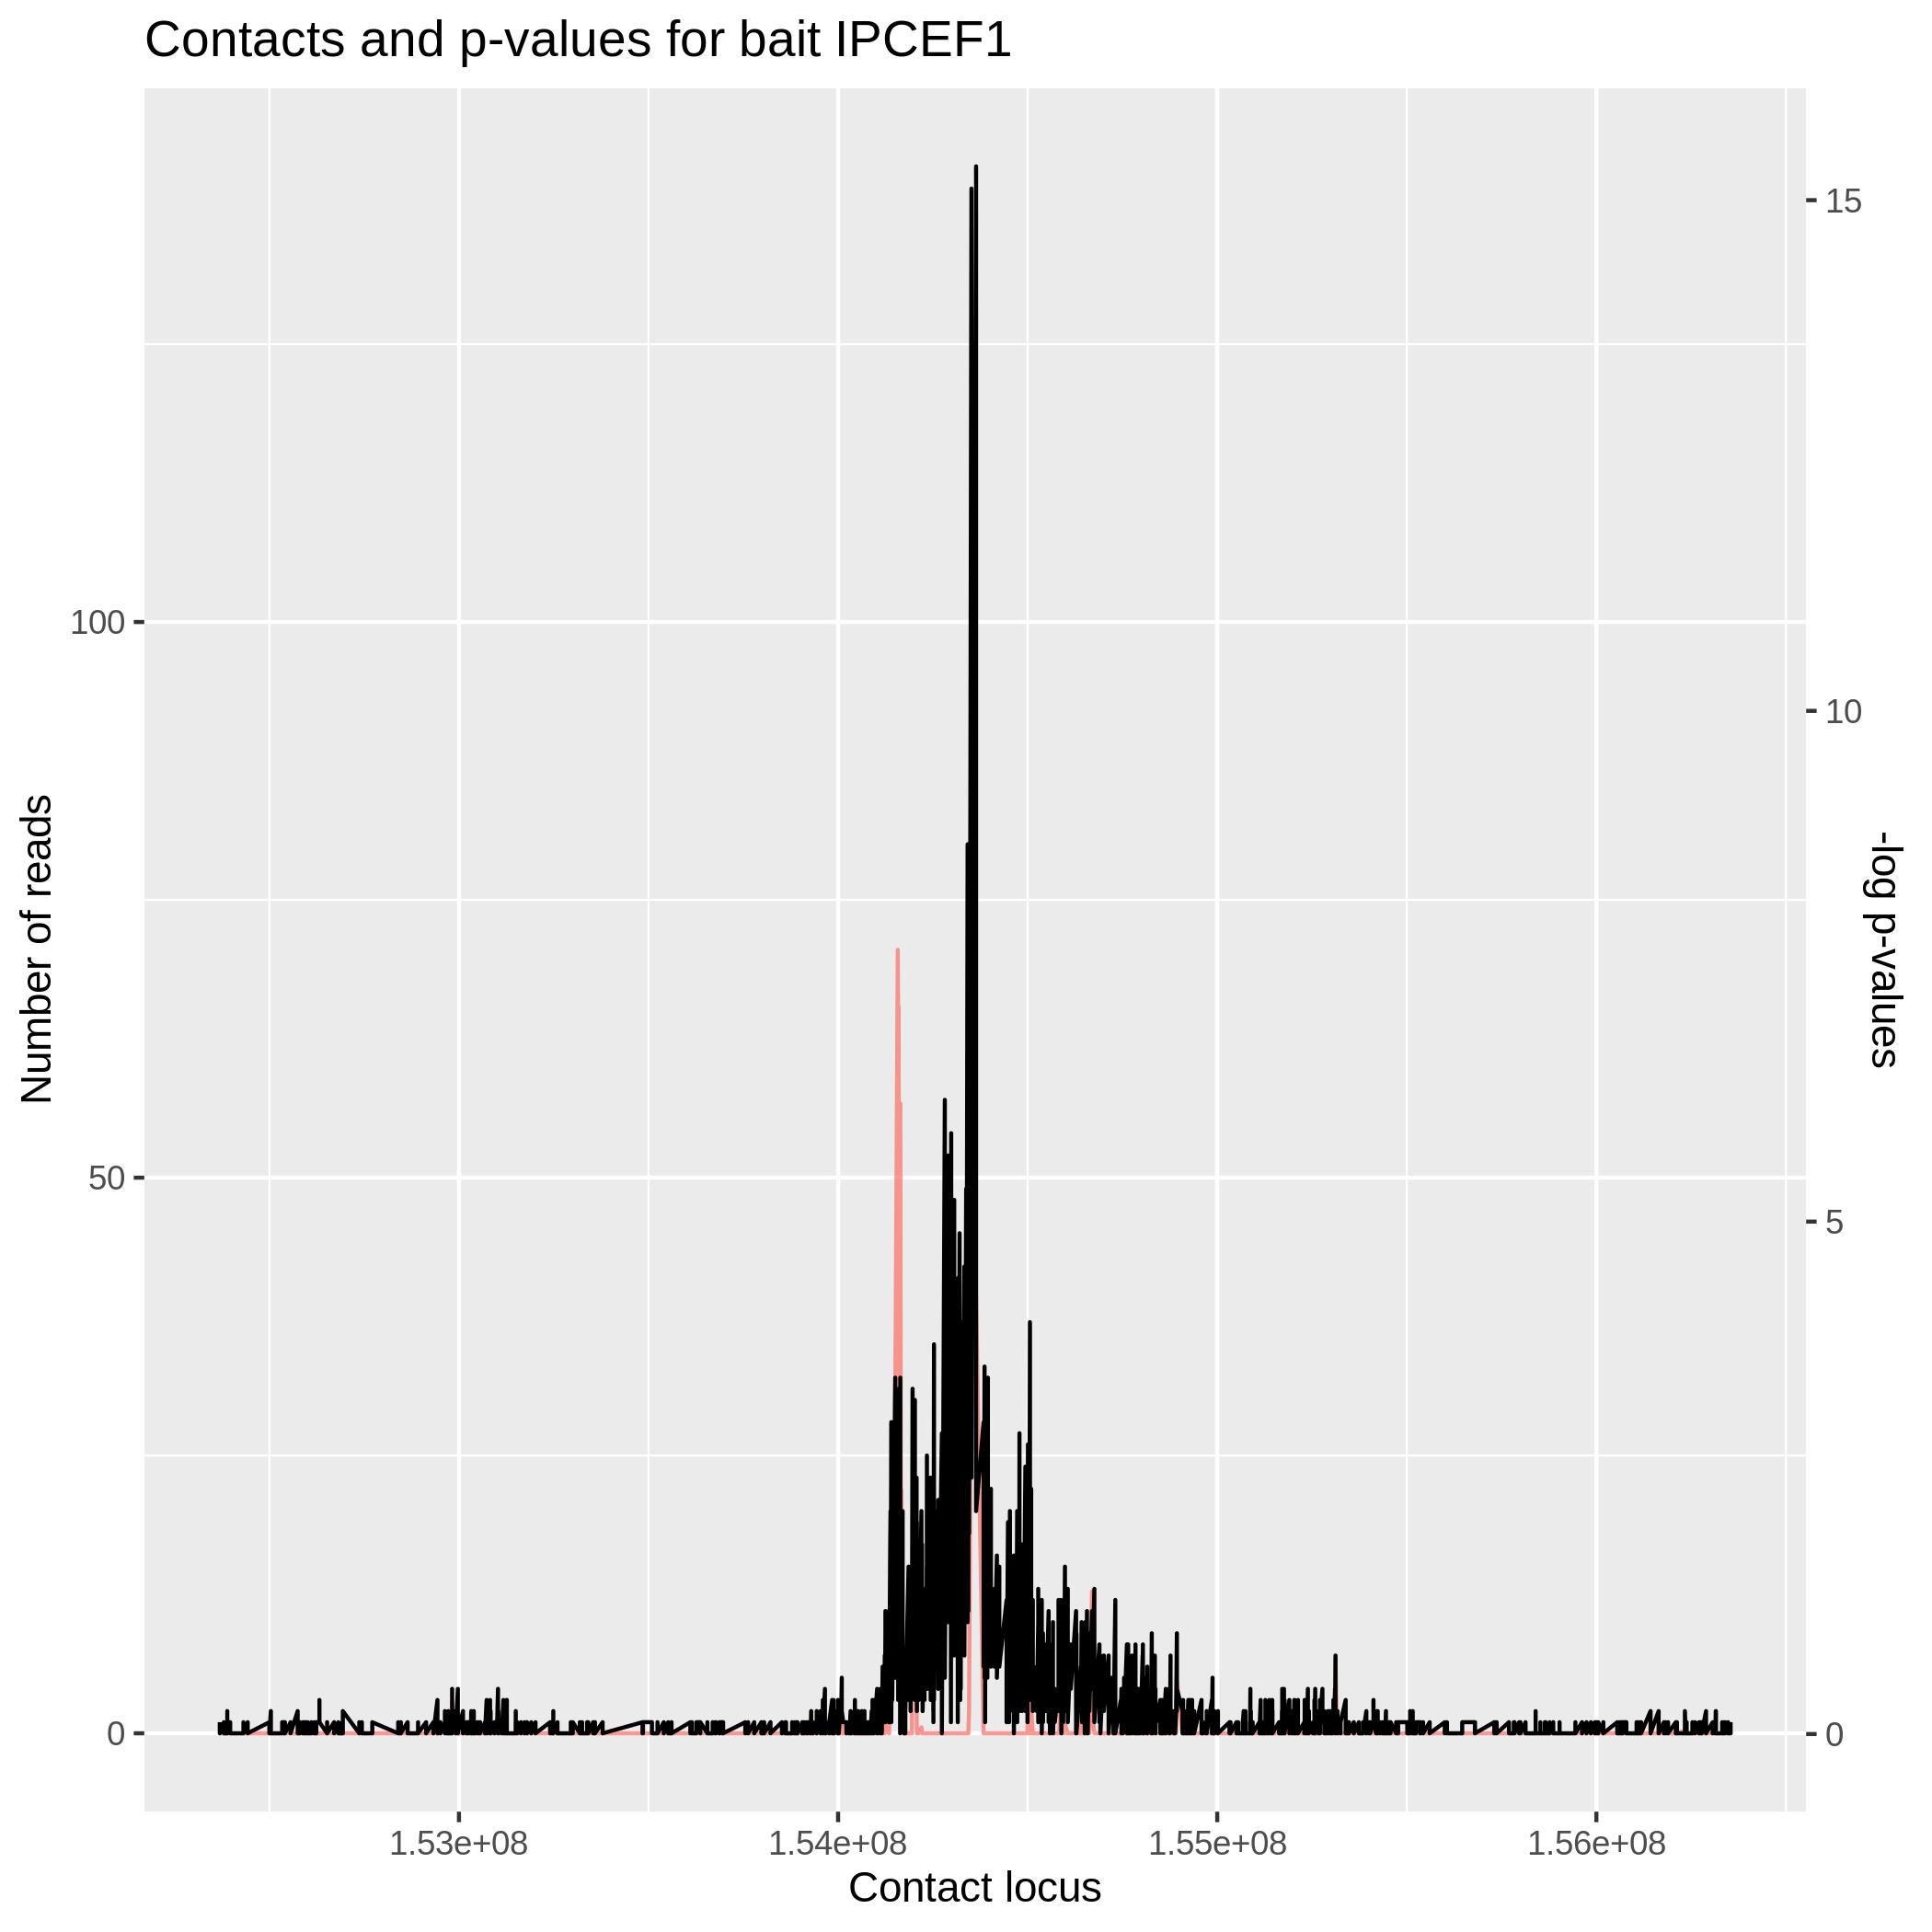 Contacts and p-values for bait IPCEF1
Number of reads
100
50
0
15
10
5
0
-log p-values
1.53e+08
1.54e+08
1.55e+08
1.56e+08
Contact locus